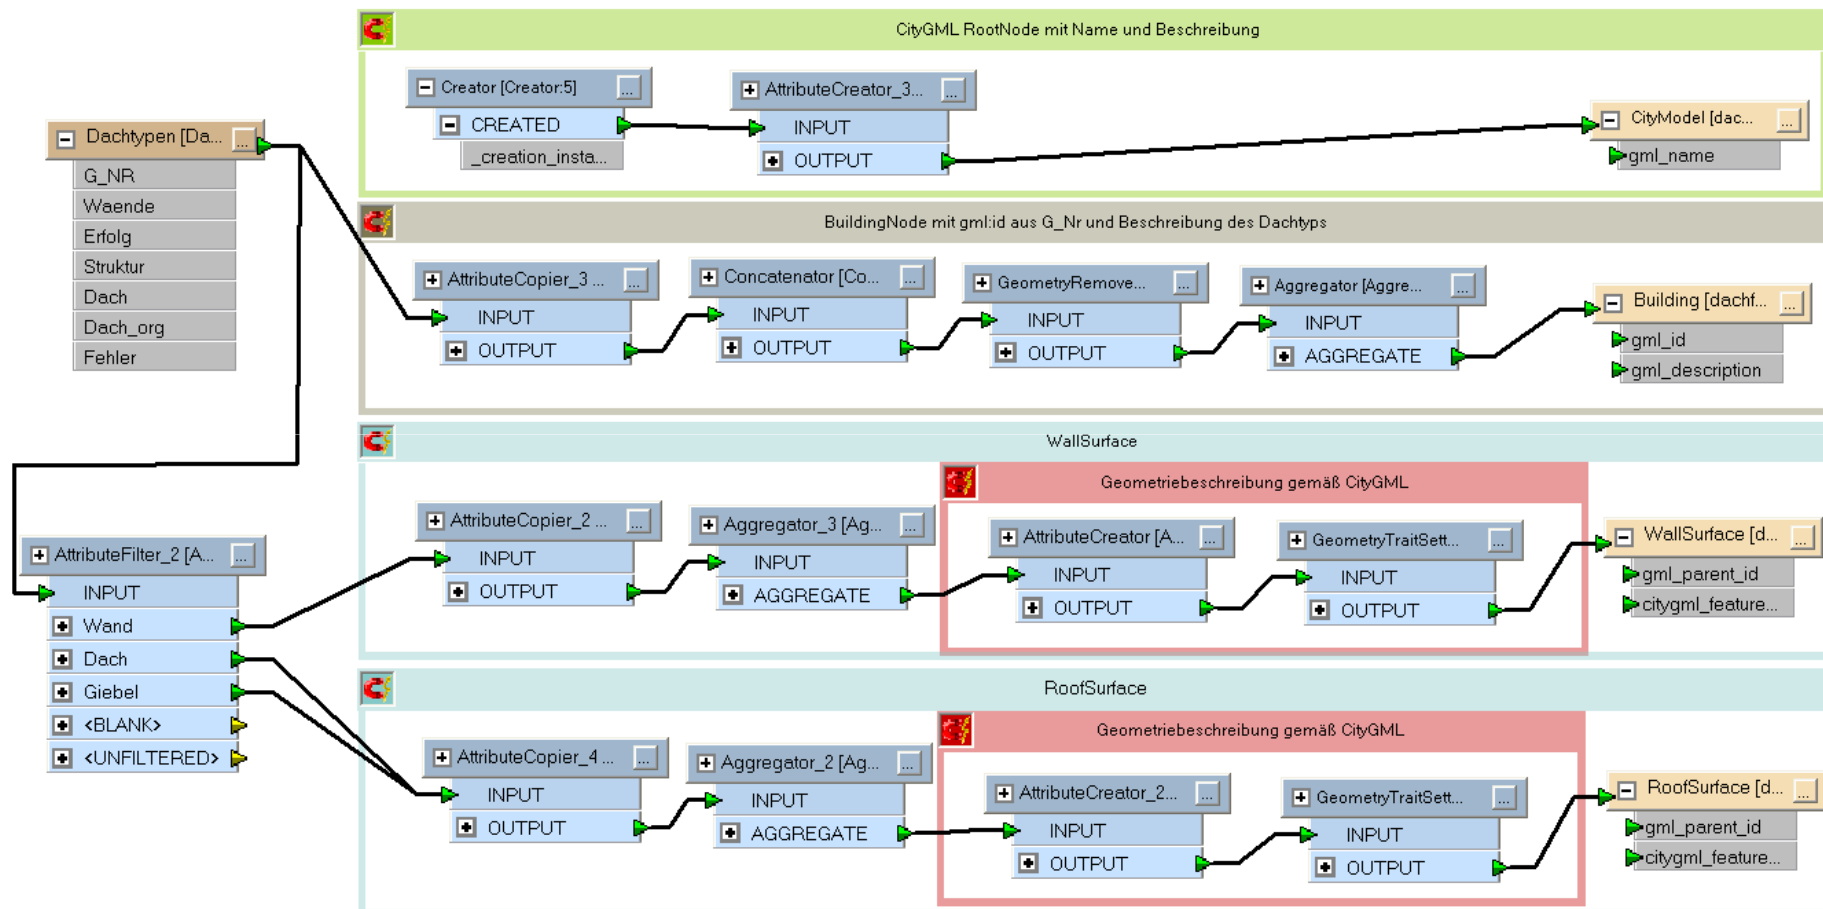 CityGML RootNode mit Name und Beschreibung
Creator [Creator:5] ...
CREATED
_creation_insta...
AttributeCreator_3... ...
INPUT
OUTPUT
CityModel [dac... ...
gml_name
Dachtypen [Da... ...
G_NR
Waende
Erfolg
Struktur
Dach
Dach_org
Fehler
BuildingNode mit gml:id aus G_Nr und Beschreibung des Dachtyps
AttributeCopier_3 ... ...
INPUT
OUTPUT
Concatenator [Co... ...
INPUT
OUTPUT
GeometryRemove... ...
INPUT
OUTPUT
Aggregator [Aggre... ...
INPUT
AGGREGATE
Building [dachf... ...
gml_id
gml_description
WallSurface
AttributeCopier_2 ... ...
INPUT
OUTPUT
Aggregator_3 [Ag... ...
INPUT
AGGREGATE
Geometriebeschreibung gemäß CityGML
AttributeCreator [A... ...
INPUT
OUTPUT
GeometryTraitSett... ...
INPUT
OUTPUT
WallSurface [d... ...
gml_parent_id
citygml_feature...
AttributeFilter_2 [A... ...
INPUT
Wand
Dach
Giebel
<BLANK>
<UNFILTERED>
RoofSurface
AttributeCopier_4 ... ...
INPUT
OUTPUT
Aggregator_2 [Ag... ...
INPUT
AGGREGATE
Geometriebeschreibung gemäß CityGML
AttributeCreator_2... ...
INPUT
OUTPUT
GeometryTraitSett... ...
INPUT
OUTPUT
RoofSurface [d... ...
gml_parent_id
citygml_feature...